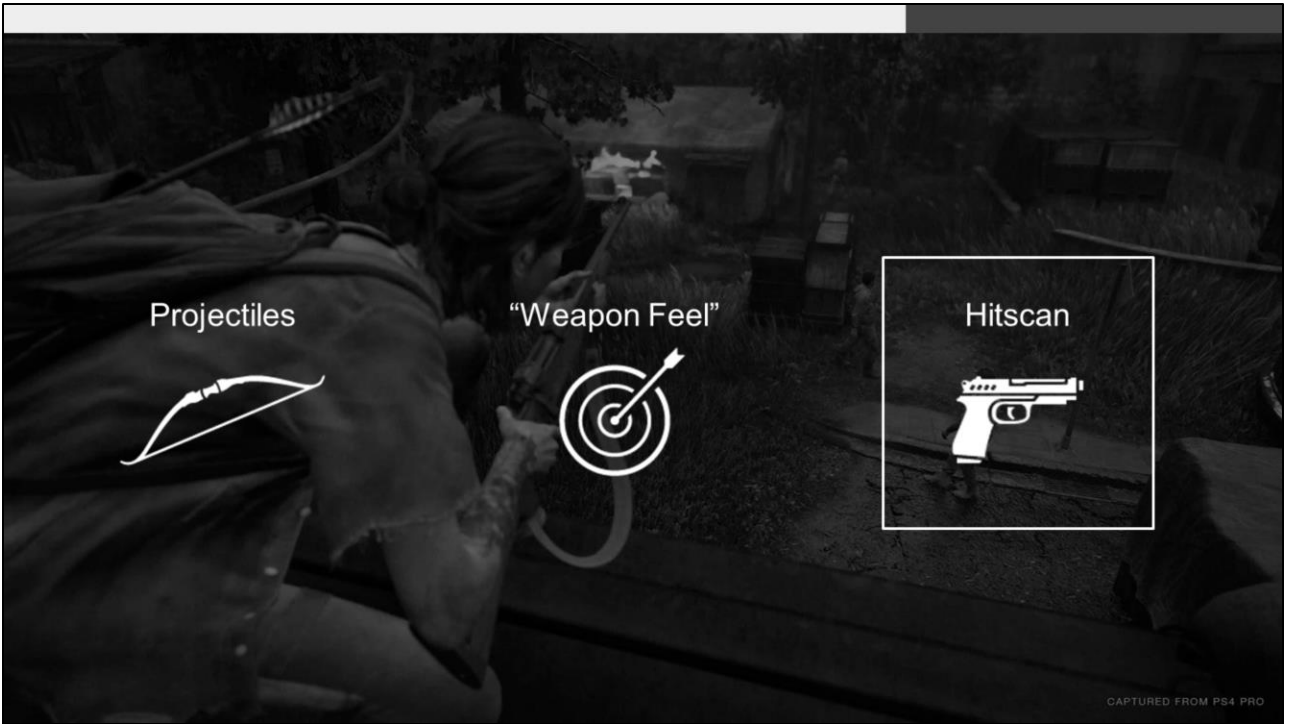 Projectiles
“Weapon Feel”
Hitscan
CAPTURED FROM PS4 PRO